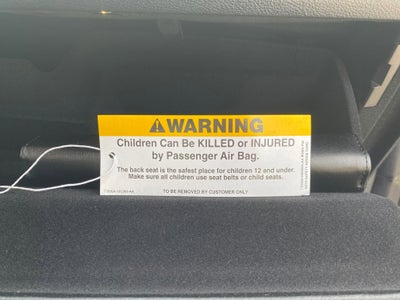 WARNING
Children Can Be KILLED or INJURED
by Passenger Air Bag.
The back seat is the safest place for children 12 and under.
Make sure all children use seat belts or child seats.
TO BE REMOVED BY CUSTOMER ONLY